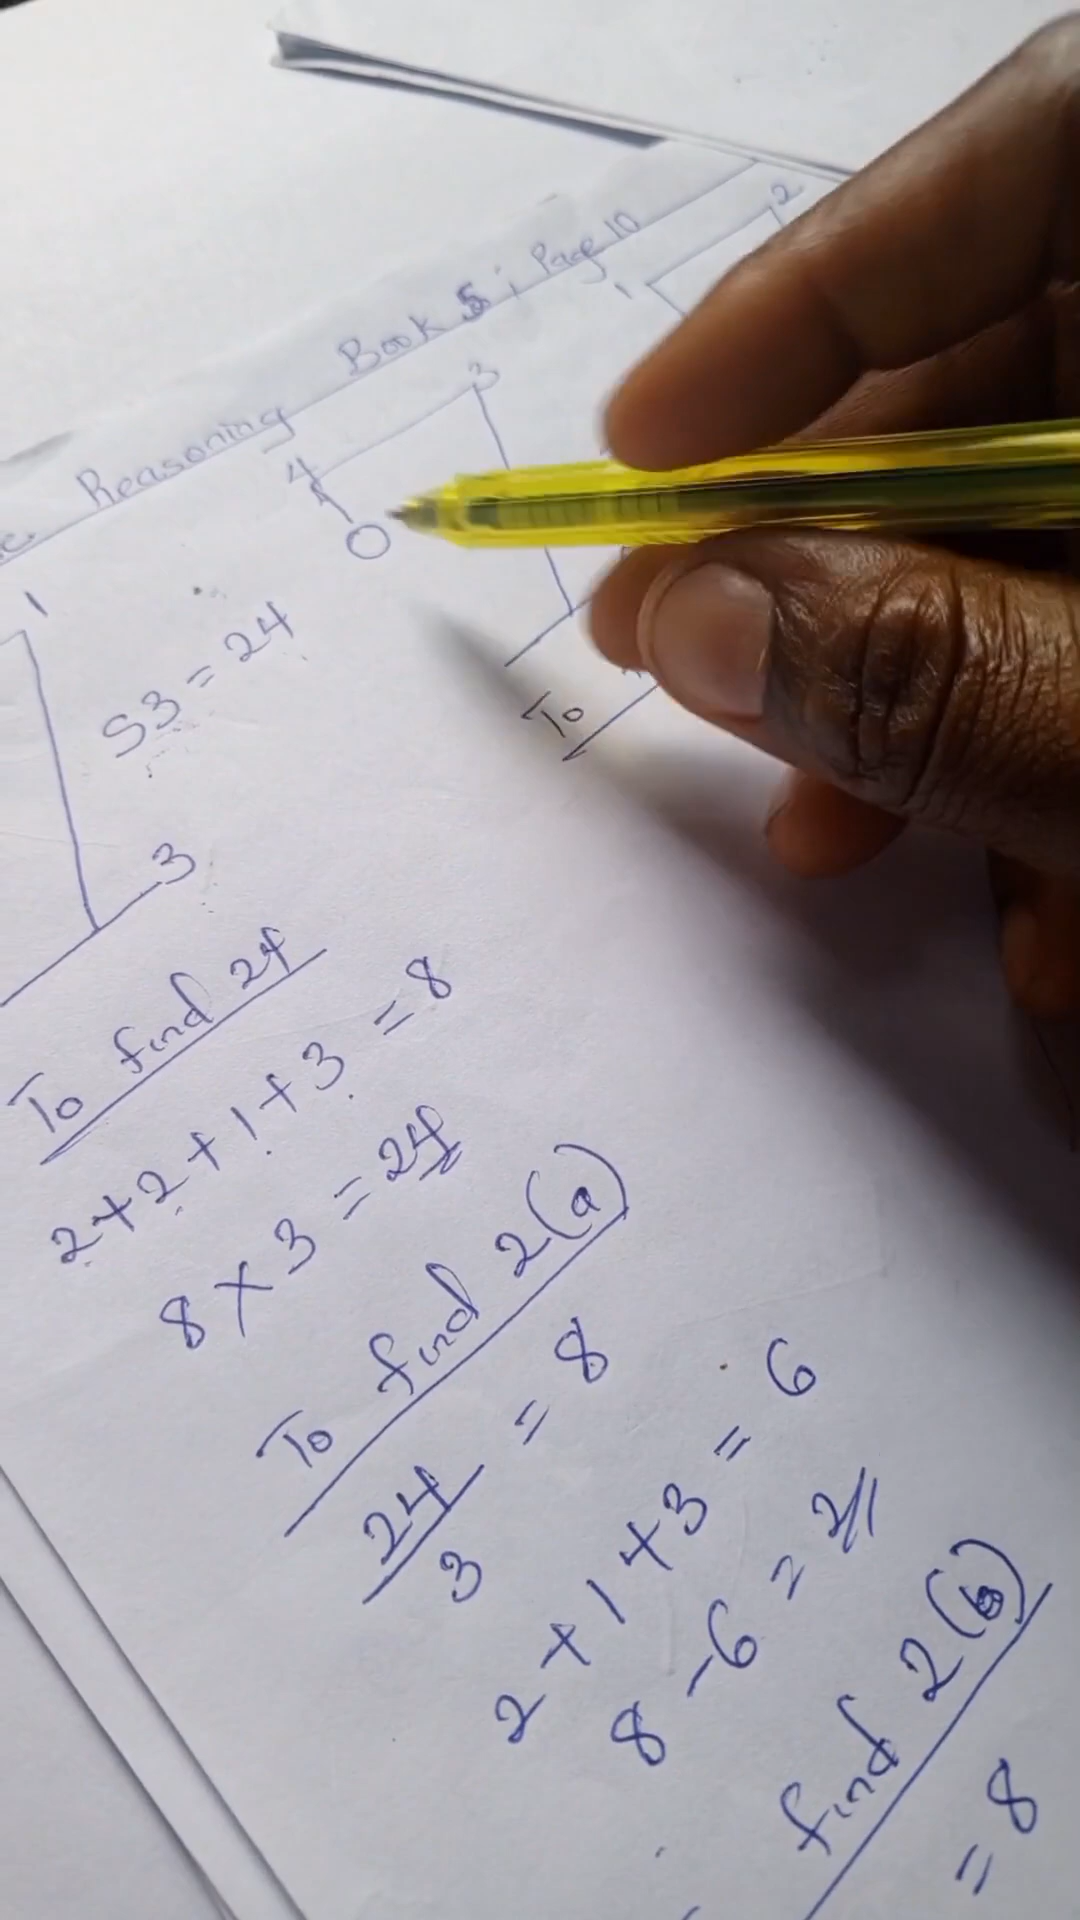 Reasoning Book 5; Page 10
1
2
4
3
0
1
S3 = 24
3
To
To find 24
2+2+1+3 = 8
8 × 3 = 24
To find 2(a)
24/3 = 8
2 + 1 + 3 = 6
8 - 6 = 2
find 2(b)
= 8